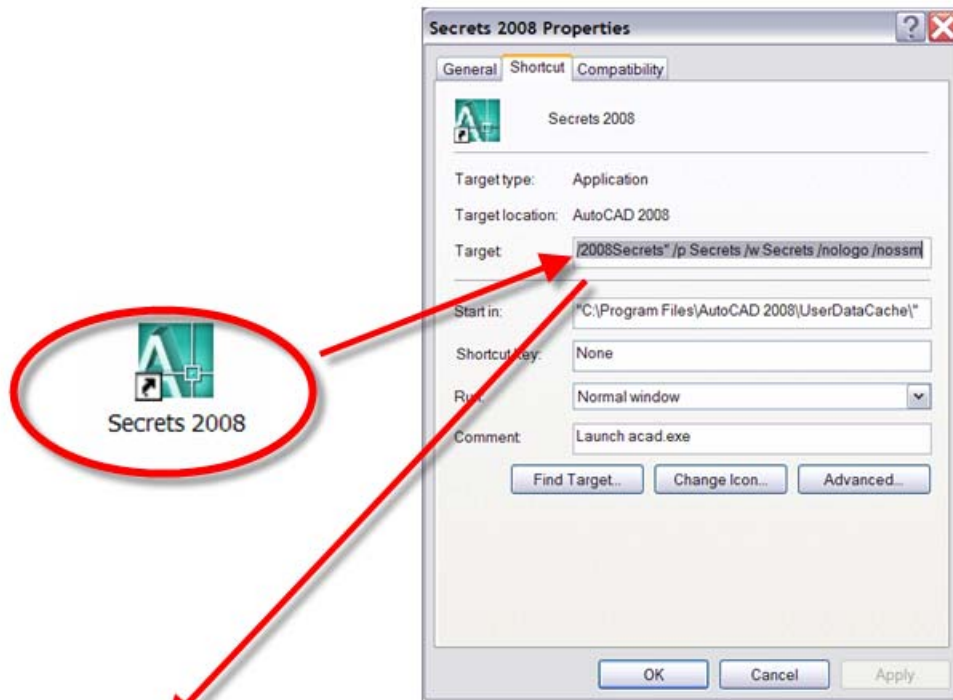 Secrets 2008 Properties
General Shortcut Compatibility
Secrets 2008
Target type: Application
Target location: AutoCAD 2008
Target /2008Secrets" /p Secrets /w Secrets /nologo /nossm
Start in: "C:\Program Files\AutoCAD 2008\UserDataCache\"
Shortcut key: None
Run: Normal window
Comment: Launch acad.exe
Find Target... Change Icon... Advanced...
OK Cancel Apply
Secrets 2008